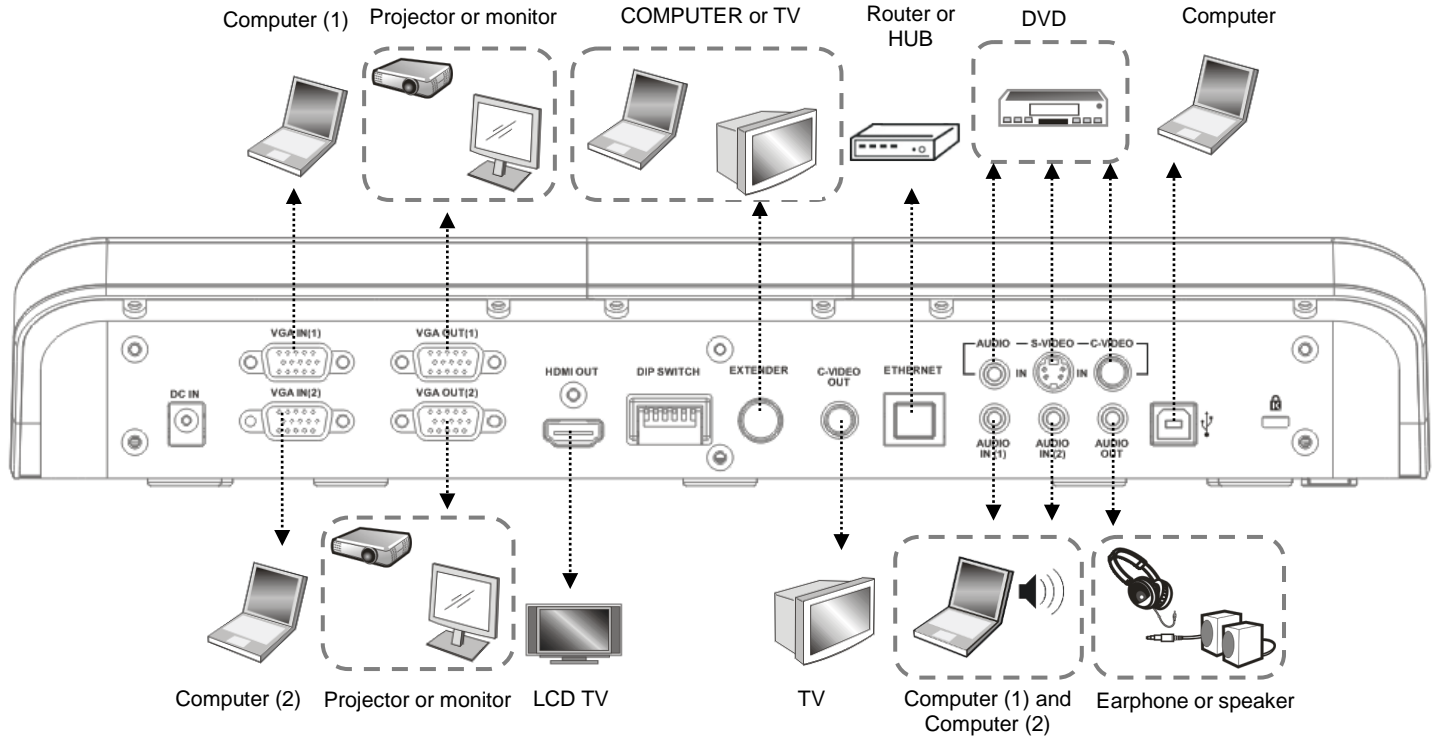 Computer (1)
Projector or monitor
COMPUTER or TV
Router or
HUB
DVD
Computer
VGA IN(1)
VGA OUT(1)
AUDIO
S-VIDEO
C-VIDEO
IN
IN
DC IN
VGA IN(2)
VGA OUT(2)
HDMI OUT
DIP SWITCH
EXTENDER
C-VIDEO
OUT
ETHERNET
AUDIO
IN (1)
AUDIO
IN (2)
AUDIO
OUT
K
Computer (2)
Projector or monitor
LCD TV
TV
Computer (1) and
Computer (2)
Earphone or speaker